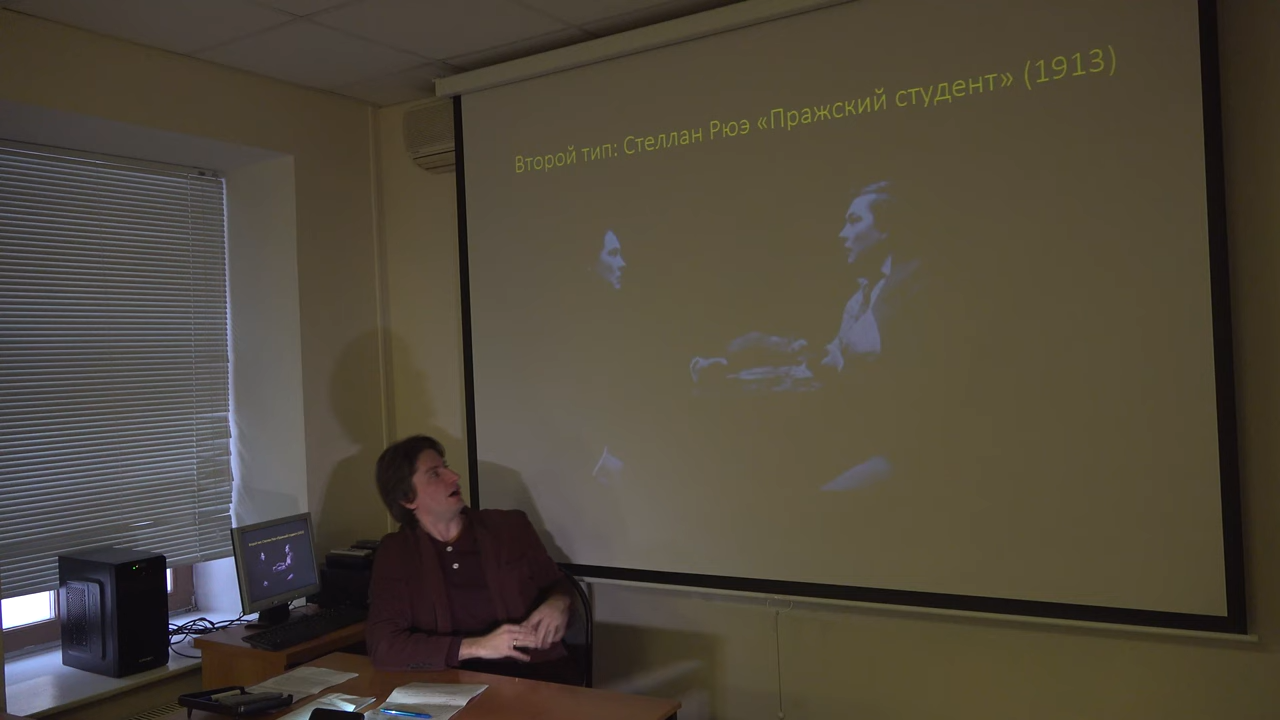 Второй тип: Стеллан Рюэ «Пражский студент» (1913)